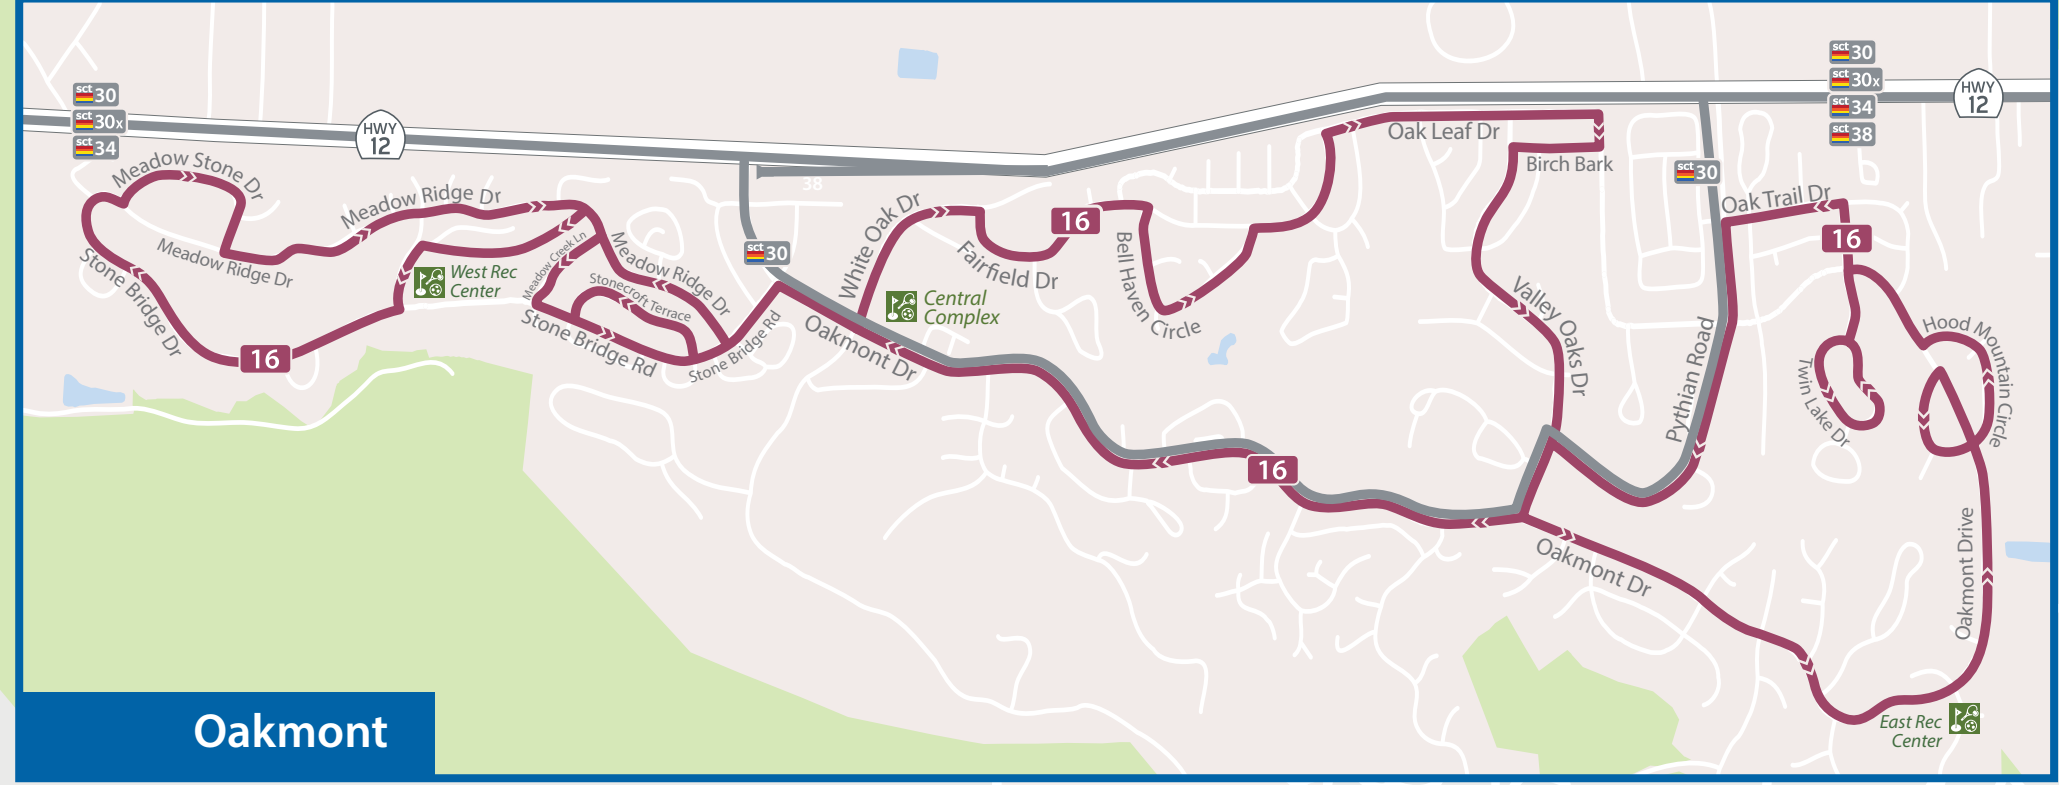 sct 30
sct 30x
sct 34
HWY
12
sct 30
sct 30x
sct 34
sct 38
HWY
12
Meadow Stone Dr
Meadow Ridge Dr
Meadow Ridge Dr
Stone Bridge Dr
16
West Rec
Center
Meadow Creek Ln
Stonecroft Terrace
Meadow Ridge Dr
Stone Bridge Rd
Stone Bridge Rd
38
sct 30
White Oak Dr
Central
Complex
Oakmont Dr
Fairfield Dr
16
Bell Haven Circle
Oak Leaf Dr
Birch Bark
sct 30
Oak Trail Dr
16
Valley Oaks Dr
Pythian Road
Hood Mountain Circle
Twin Lake Dr
16
Oakmont Dr
Oakmont Drive
East Rec
Center
Oakmont